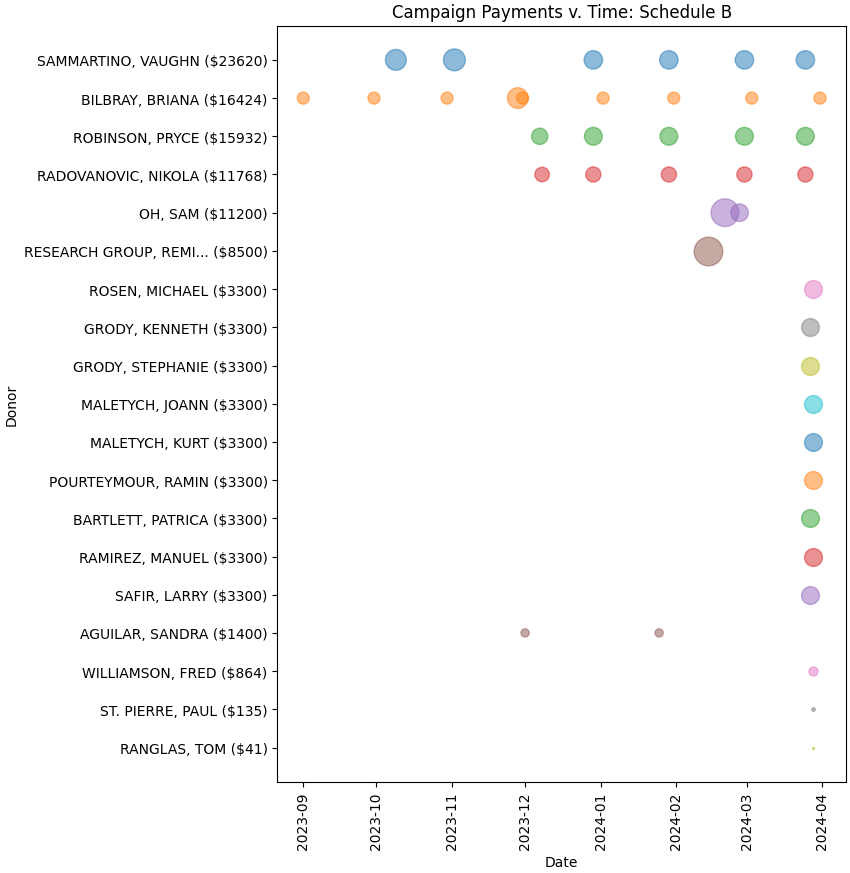 Campaign Payments v. Time: Schedule B
SAMMARTINO, VAUGHN ($23620)
BILBRAY, BRIANA ($16424)
ROBINSON, PRYCE ($15932)
RADOVANOVIC, NIKOLA ($11768)
OH, SAM ($11200)
RESEARCH GROUP, REMI... ($8500)
ROSEN, MICHAEL ($3300)
GRODY, KENNETH ($3300)
GRODY, STEPHANIE ($3300)
MALETYCH, JOANN ($3300)
MALETYCH, KURT ($3300)
POURTEYMOUR, RAMIN ($3300)
BARTLETT, PATRICA ($3300)
RAMIREZ, MANUEL ($3300)
SAFIR, LARRY ($3300)
AGUILAR, SANDRA ($1400)
WILLIAMSON, FRED ($864)
ST. PIERRE, PAUL ($135)
RANGLAS, TOM ($41)
Donor
2023-09
2023-10
2023-11
2023-12
2024-01
2024-02
2024-03
2024-04
Date